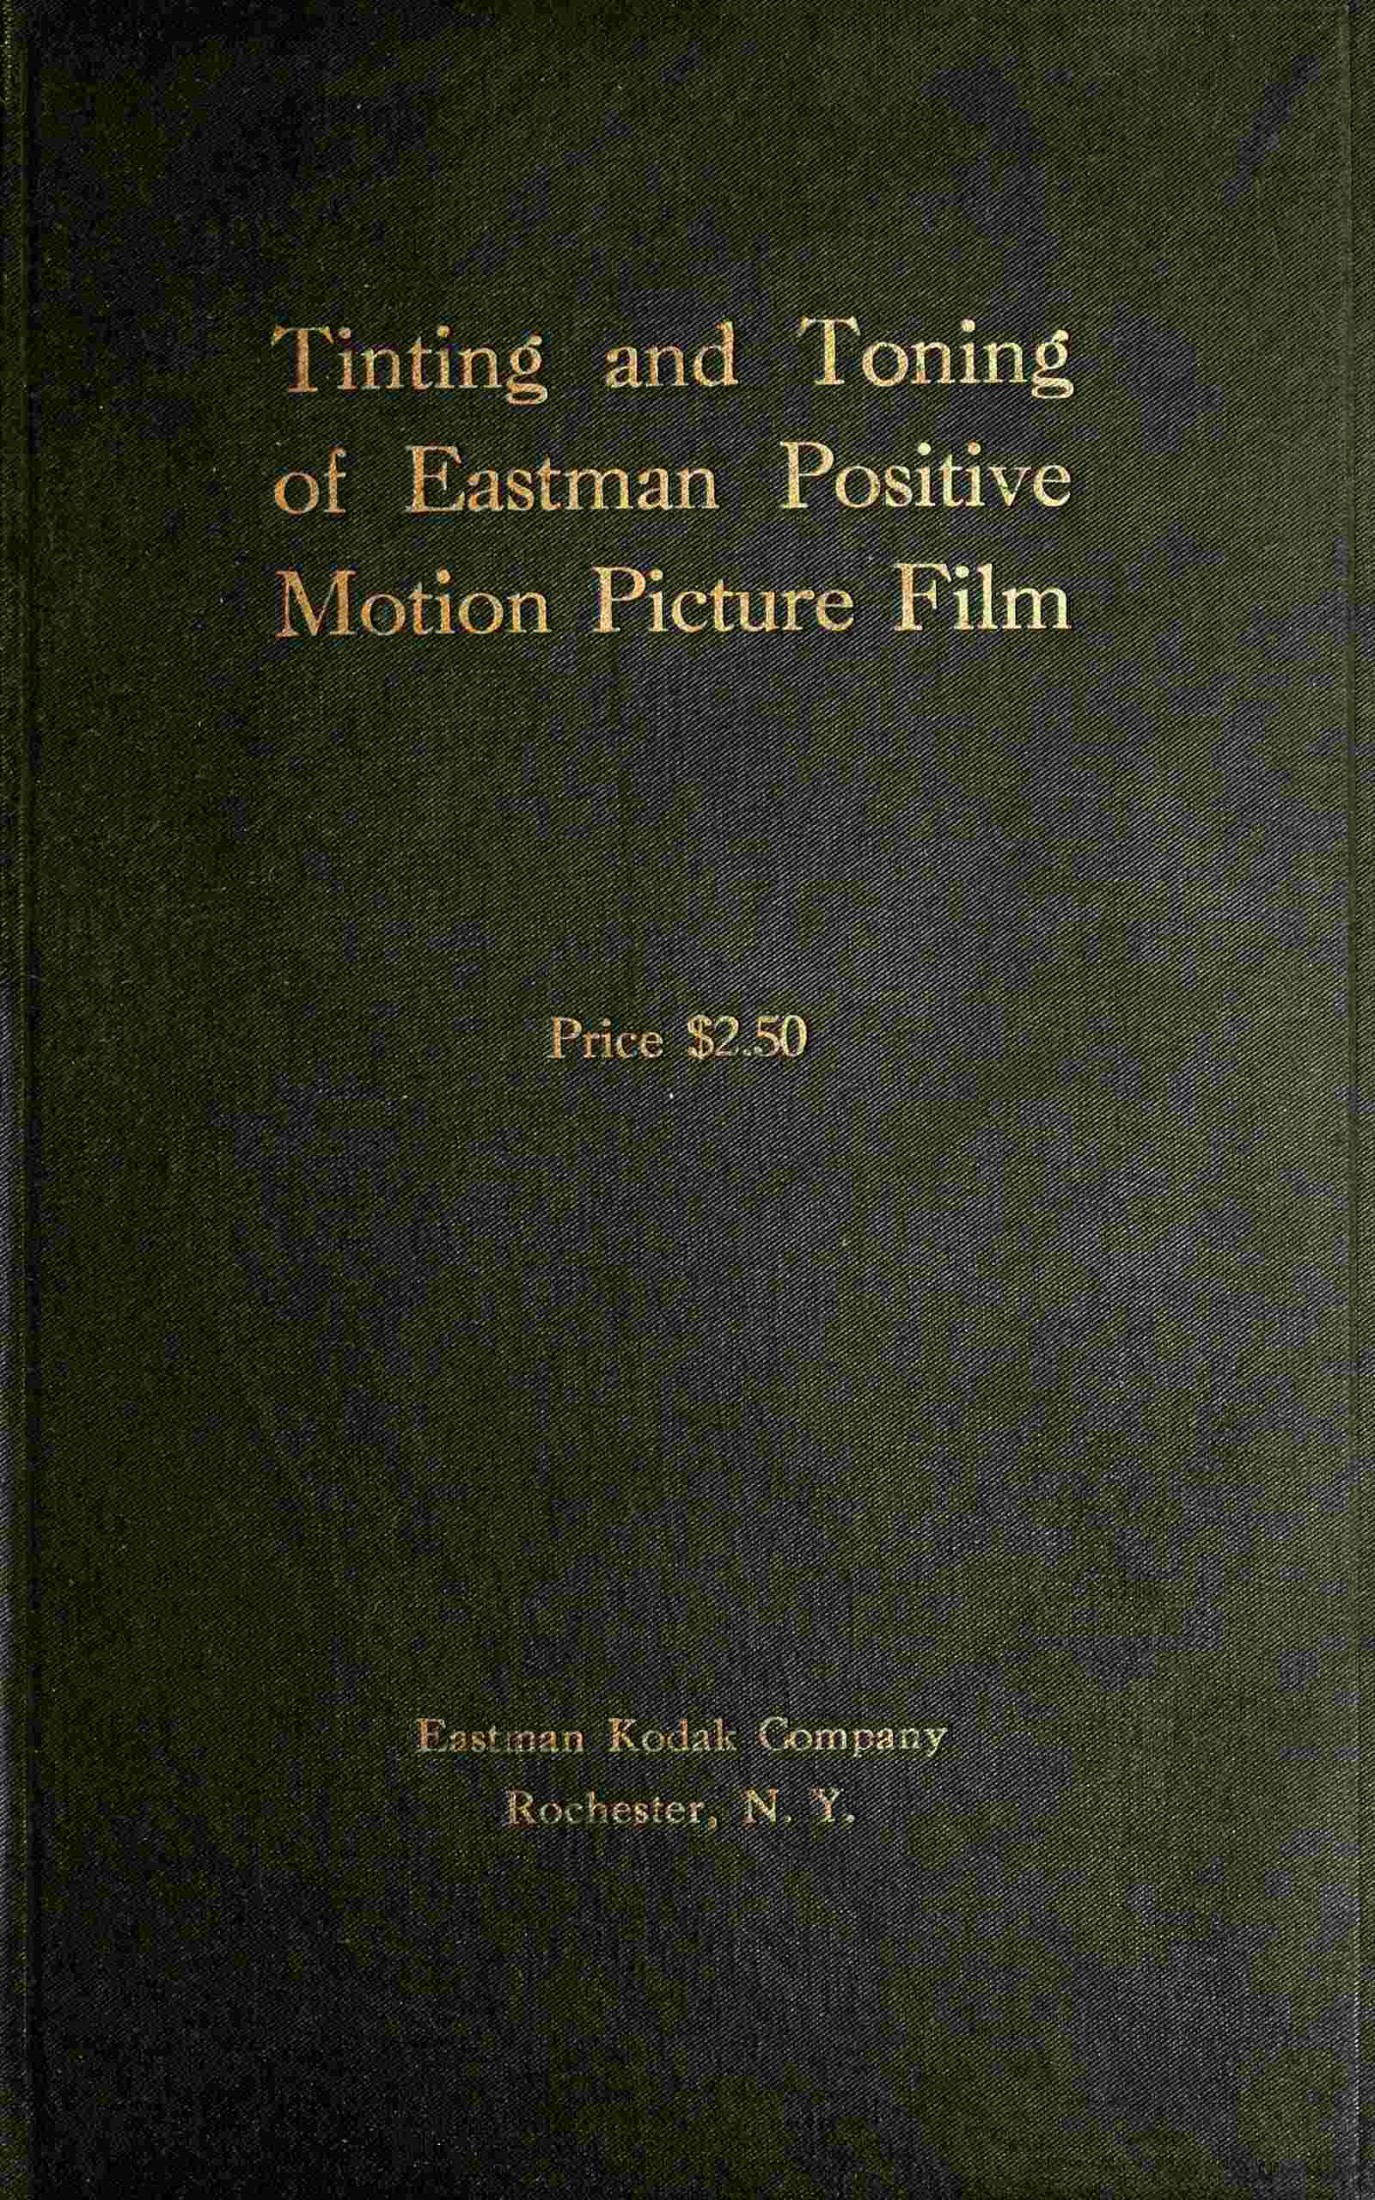 Tinting and Toning
of Eastman Positive
Motion Picture Film
Price $2.50
Eastman Kodak Company
Rochester, N. Y.